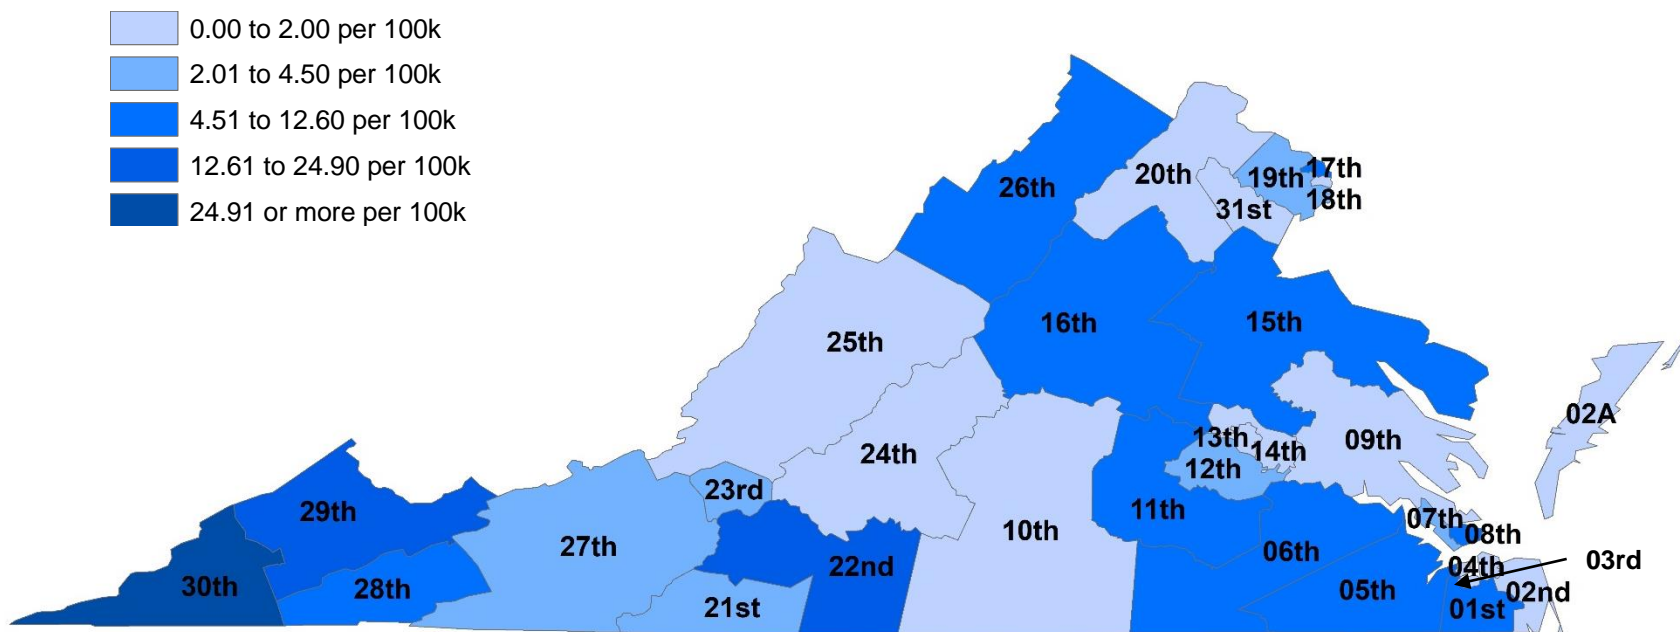 0.00 to 2.00 per 100k
2.01 to 4.50 per 100k
4.51 to 12.60 per 100k
12.61 to 24.90 per 100k
24.91 or more per 100k
17th
20th
19th
26th
18th
31st
16th
15th
25th
02A
13th
09th
14th
24th
12th
23rd
29th
11th
07th
10th
08th
27th
06th
03rd
04th
22nd
30th
28th
05th
02nd
21st
01st